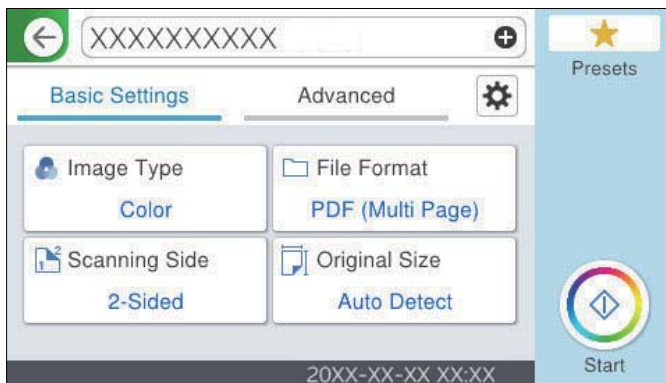 XXXXXXXXXX
Presets
Basic Settings
Advanced
Image Type
Color
File Format
PDF (Multi Page)
Scanning Side
2-Sided
Original Size
Auto Detect
Start
20XX-XX-XX XX:XX